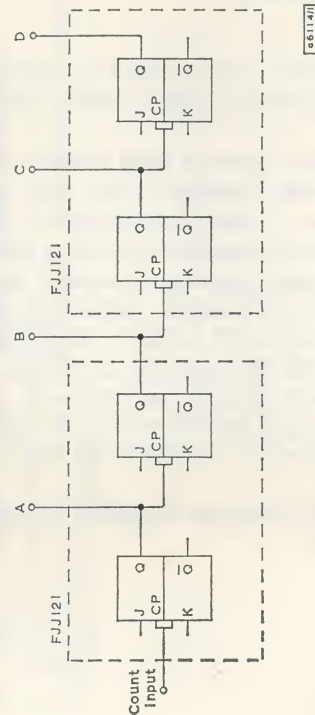 A
B
C
D
FJJ121
FJJ121
Count
Input
J Q
CP
K Q̅
J Q
CP
K Q̅
J Q
CP
K Q̅
J Q
CP
K Q̅
a6114/1